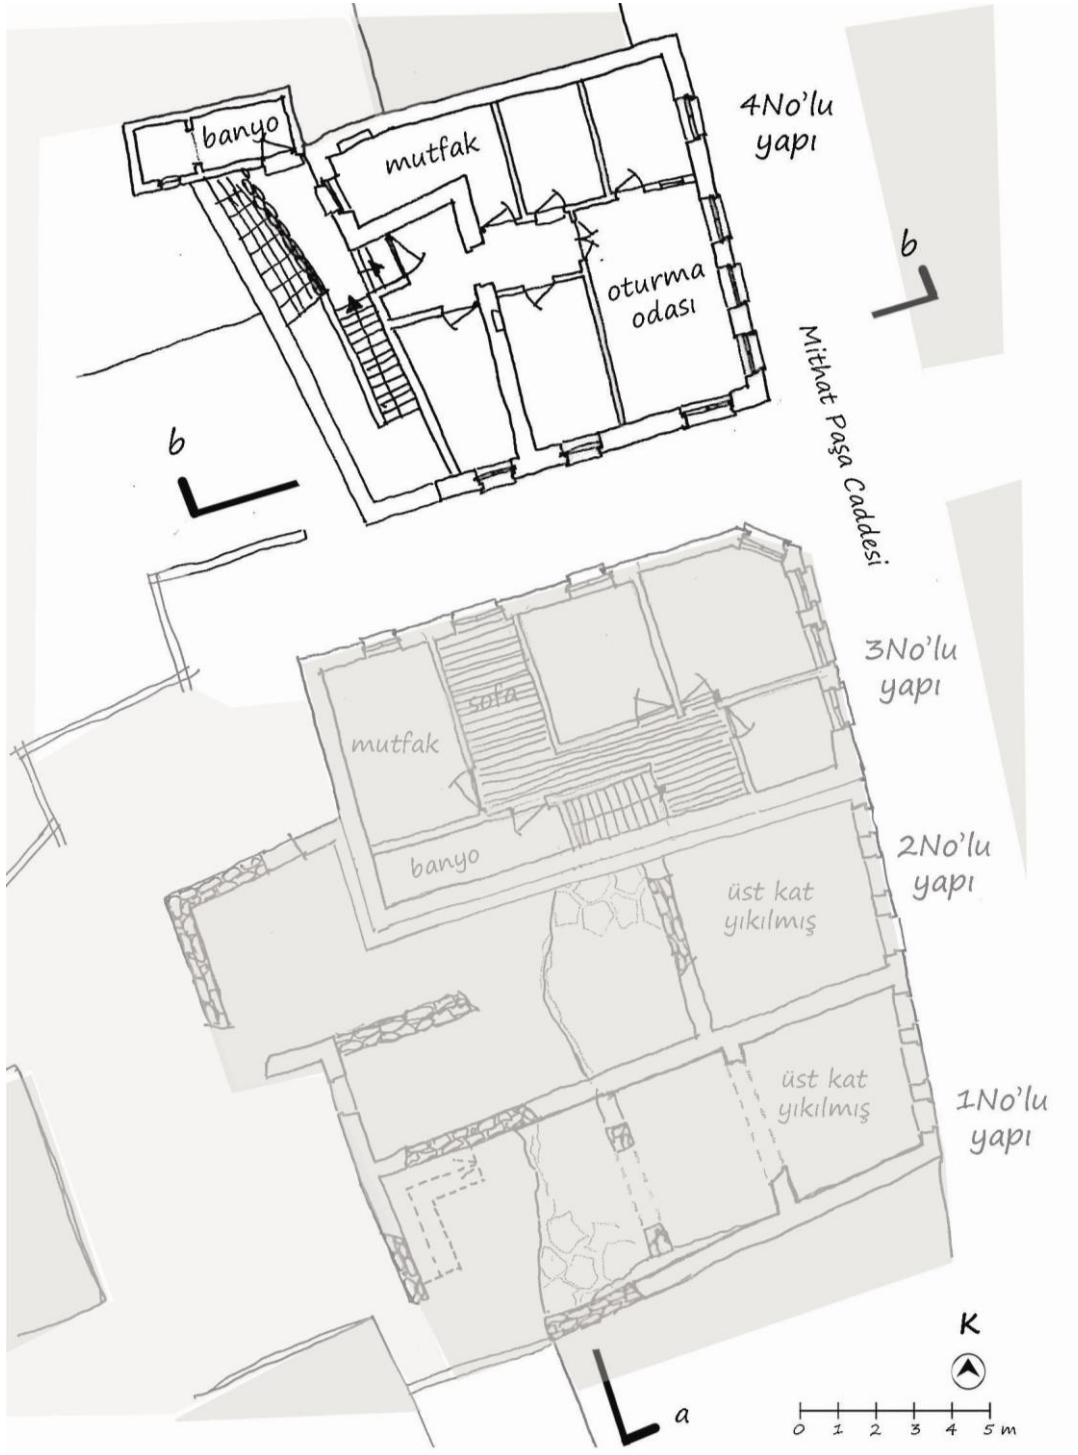 4No'lu
yapı
banyo
mutfak
oturma
odası
b
b
Mithat Paşa Caddesi
3No'lu
yapı
sofa
mutfak
banyo
2No'lu
yapı
üst kat
yıkılmış
üst kat
yıkılmış
1No'lu
yapı
K
a
0 1 2 3 4 5 m